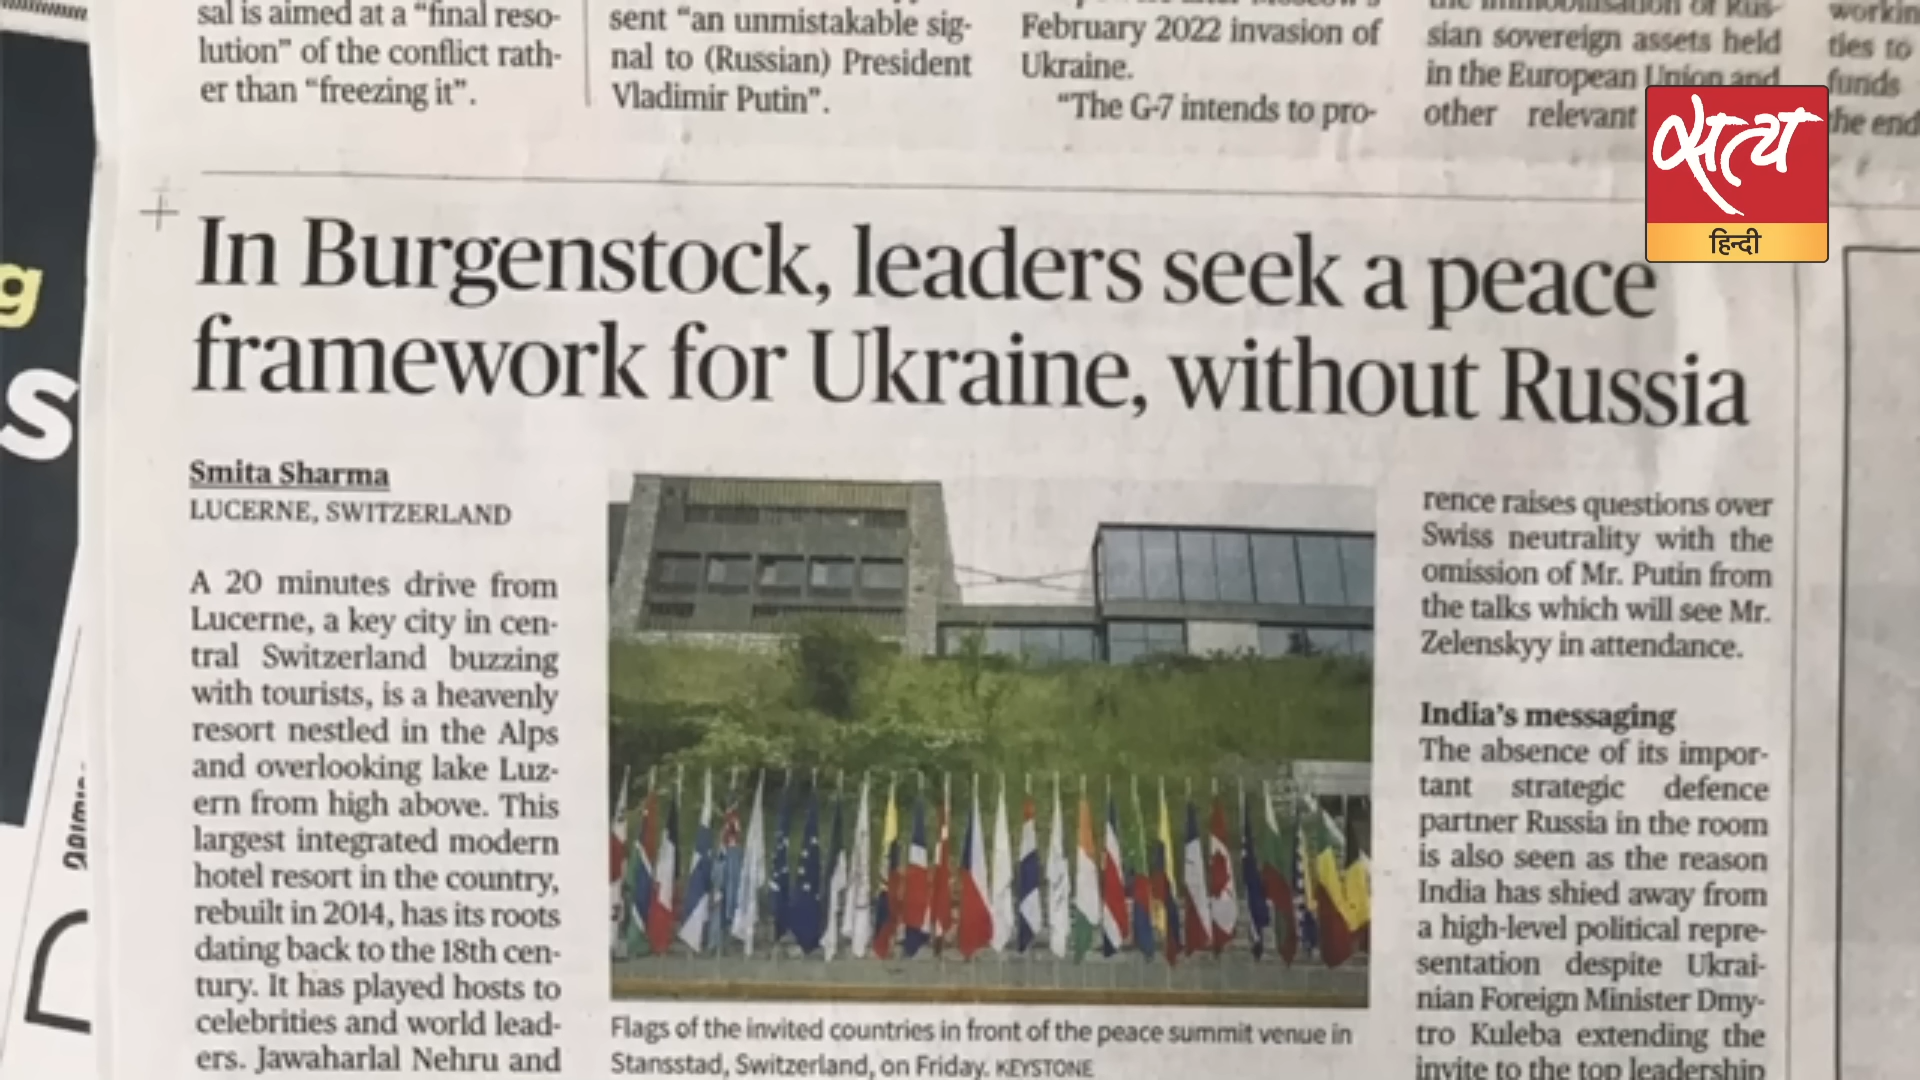 sal is aimed at a “final reso-
lution” of the conflict rath-
er than “freezing it”.
sent “an unmistakable sig-
nal to (Russian) President
Vladimir Putin”.
February 2022 invasion of
Ukraine.
“The G-7 intends to pro-
sian sovereign assets held
in the European Union and
other relevant
ties to
funds
the end
सत्य
हिन्दी
In Burgenstock, leaders seek a peace
framework for Ukraine, without Russia
Smita Sharma
LUCERNE, SWITZERLAND
A 20 minutes drive from
Lucerne, a key city in cen-
tral Switzerland buzzing
with tourists, is a heavenly
resort nestled in the Alps
and overlooking lake Luz-
ern from high above. This
largest integrated modern
hotel resort in the country,
rebuilt in 2014, has its roots
dating back to the 18th cen-
tury. It has played hosts to
celebrities and world lead-
ers. Jawaharlal Nehru and
Flags of the invited countries in front of the peace summit venue in
Stansstad, Switzerland, on Friday. KEYSTONE
rence raises questions over
Swiss neutrality with the
omission of Mr. Putin from
the talks which will see Mr.
Zelenskyy in attendance.
India’s messaging
The absence of its impor-
tant strategic defence
partner Russia in the room
is also seen as the reason
India has shied away from
a high-level political repre-
sentation despite Ukrai-
nian Foreign Minister Dmy-
tro Kuleba extending the
invite to the top leadership